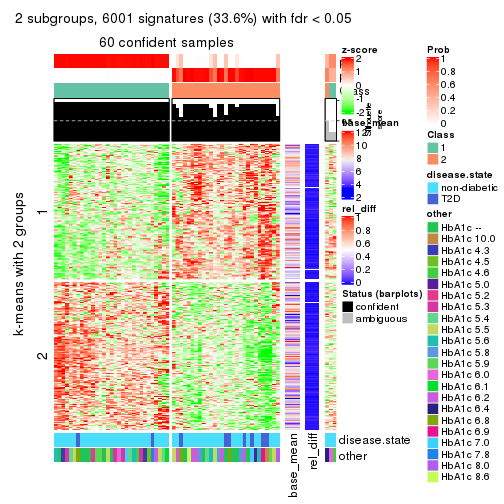 2 subgroups, 6001 signatures (33.6%) with fdr < 0.05
60 confident samples
k-means with 2 groups
1
2
z-score
2
1
0
-1
-2
base_mean
12
10
8
6
4
2
rel_diff
1
0.8
0.6
0.4
0.2
0
Status (barplots)
confident
ambiguous
Silhouette
score
Prob
1
0.8
0.6
0.4
0.2
0
Class
1
2
disease.state
non-diabetic
T2D
other
HbA1c --
HbA1c 10.0
HbA1c 4.3
HbA1c 4.5
HbA1c 4.6
HbA1c 5.0
HbA1c 5.2
HbA1c 5.3
HbA1c 5.4
HbA1c 5.5
HbA1c 5.6
HbA1c 5.8
HbA1c 5.9
HbA1c 6.0
HbA1c 6.1
HbA1c 6.2
HbA1c 6.4
HbA1c 6.8
HbA1c 6.9
HbA1c 7.0
HbA1c 7.8
HbA1c 8.0
HbA1c 8.6
disease.state
other
base_mean
rel_diff